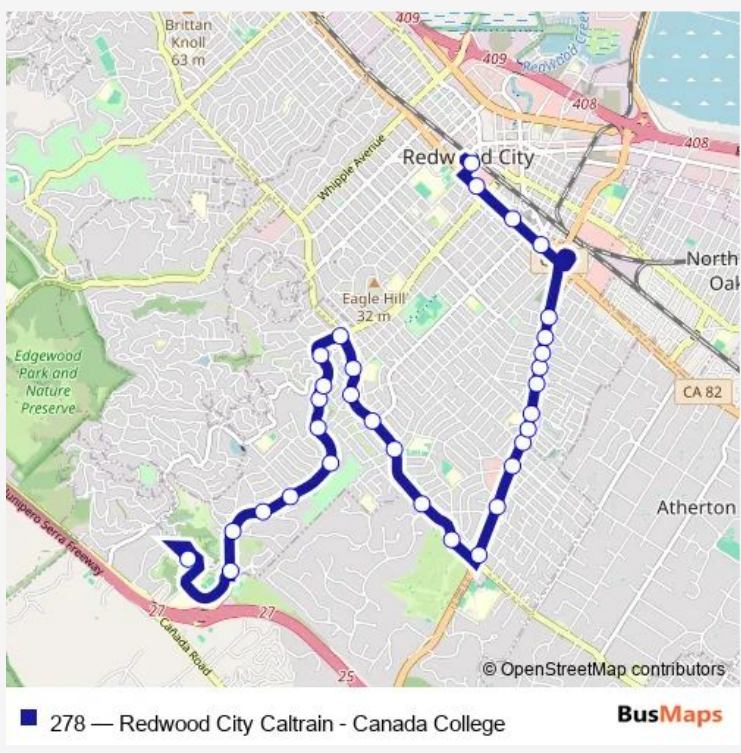 409
Brittan
Knoll
63 m
Redwood Creek
409
408
408
Whipple Avenue
Redw d City
North
Oak
Eagle Hill
32 m
Edgewood
Park and
Nature
Preserve
CA 82
Atherton
Junipero Serra Freeway
27
27
Cañada Road
25
© OpenStreetMap contributors
278 — Redwood City Caltrain - Canada College
BusMaps